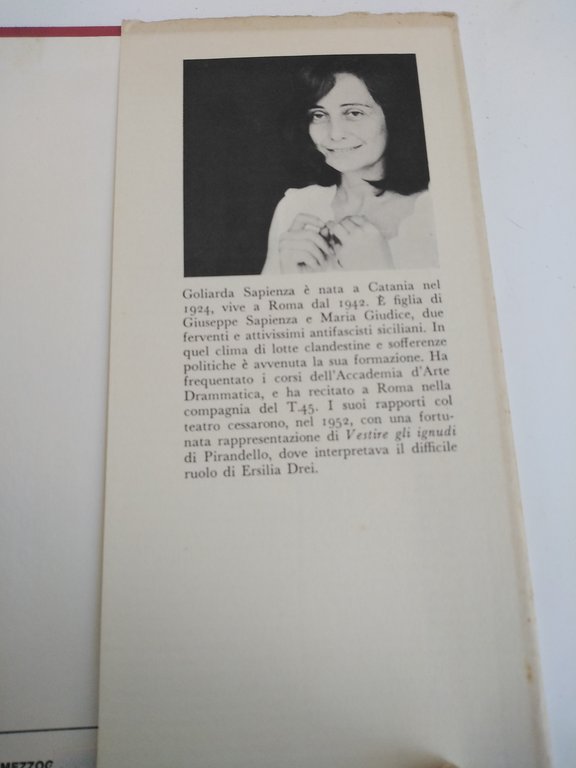 Goliarda Sapienza è nata a Catania nel
1924, vive a Roma dal 1942. È figlia di
Giuseppe Sapienza e Maria Giudice, due
ferventi e attivissimi antifascisti siciliani. In
quel clima di lotte clandestine e sofferenze
politiche è avvenuta la sua formazione. Ha
frequentato i corsi dell'Accademia d'Arte
Drammatica, e ha recitato a Roma nella
compagnia del T.45. I suoi rapporti col
teatro cessarono, nel 1952, con una fortu-
nata rappresentazione di Vestire gli ignudi
di Pirandello, dove interpretava il difficile
ruolo di Ersilia Drei.
MEZZOG